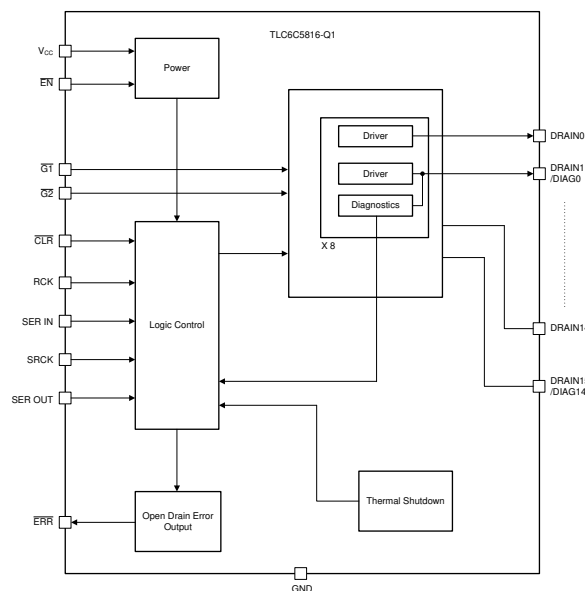 TLC6C5816-Q1
VCC
Power
EN
Driver
DRAIN0
G1
Driver
DRAIN1
/DIAG0
G2
Diagnostics
CLR
X 8
RCK
SER IN
Logic Control
DRAIN1
SRCK
DRAIN1
/DIAG14
SER OUT
Thermal Shutdown
Open Drain Error
Output
ERR
GND